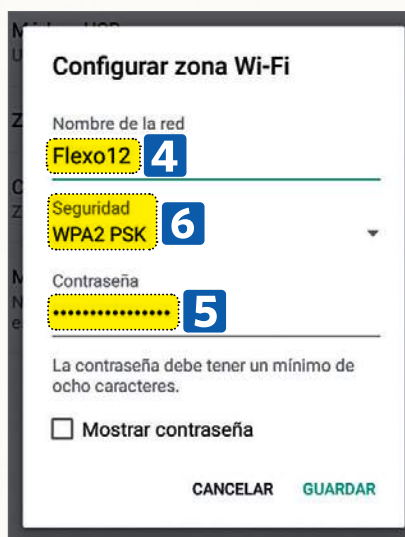 Configurar zona Wi-Fi
Nombre de la red
Flexo12 4
Seguridad
WPA2 PSK 6
Contraseña
•••••••••••••••• 5
La contraseña debe tener un mínimo de
ocho caracteres.
Mostrar contraseña
CANCELAR GUARDAR